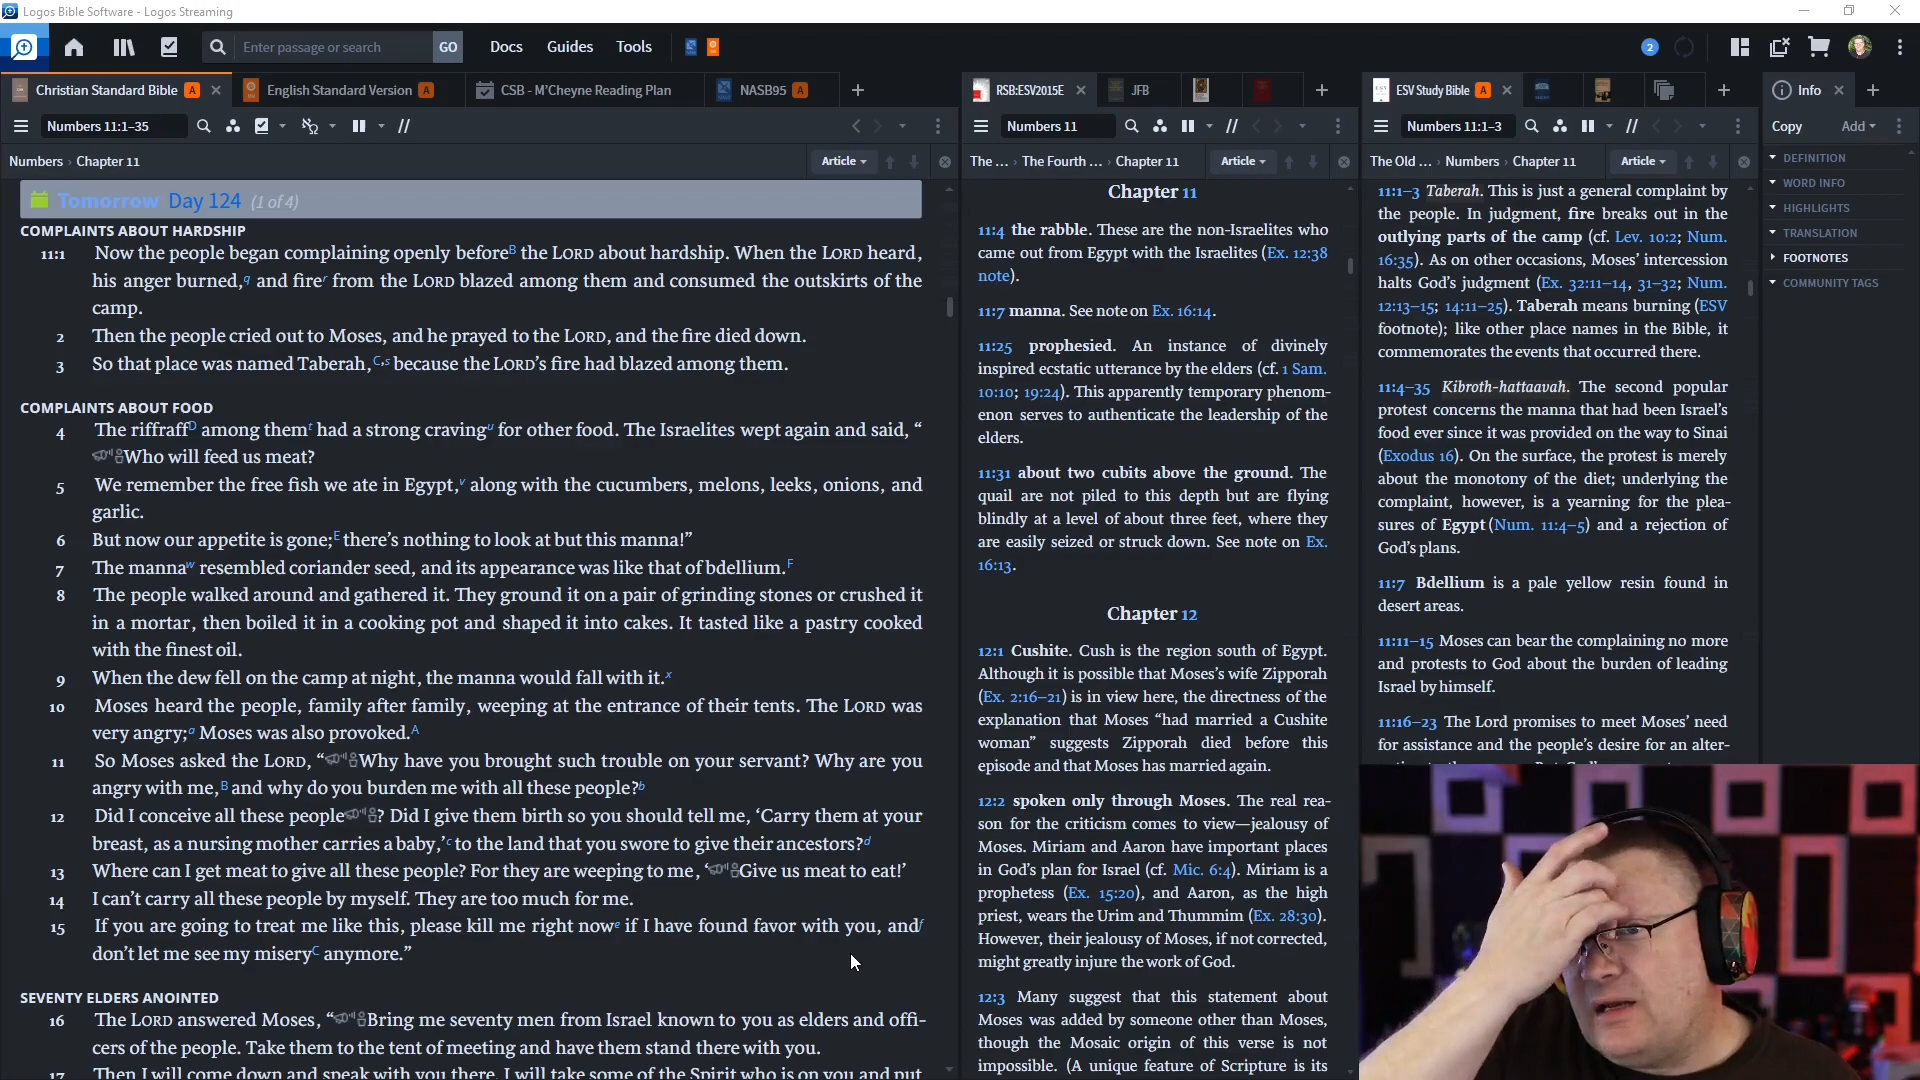 Logos Bible Software - Logos Streaming
Enter passage or search
GO
Docs
Guides
Tools
2
Christian Standard Bible A
English Standard Version A
CSB - M'Cheyne Reading Plan
NASB95 A
Numbers 11:1–35
Numbers › Chapter 11
Article
Tomorrow Day 124 (1 of 4)
COMPLAINTS ABOUT HARDSHIP
11:1 Now the people began complaining openly beforeB the LORD about hardship. When the LORD heard,
his anger burned,q and firer from the LORD blazed among them and consumed the outskirts of the
camp.
2 Then the people cried out to Moses, and he prayed to the LORD, and the fire died down.
3 So that place was named Taberah,C,s because the LORD’s fire had blazed among them.
COMPLAINTS ABOUT FOOD
4 The riffraffD among themt had a strong cravingu for other food. The Israelites wept again and said, “
Who will feed us meat?
5 We remember the free fish we ate in Egypt,v along with the cucumbers, melons, leeks, onions, and
garlic.
6 But now our appetite is gone;E there’s nothing to look at but this manna!”
7 The mannaw resembled coriander seed, and its appearance was like that of bdellium.F
8 The people walked around and gathered it. They ground it on a pair of grinding stones or crushed it
in a mortar, then boiled it in a cooking pot and shaped it into cakes. It tasted like a pastry cooked
with the finest oil.
9 When the dew fell on the camp at night, the manna would fall with it.x
10 Moses heard the people, family after family, weeping at the entrance of their tents. The LORD was
very angry;a Moses was also provoked.A
11 So Moses asked the LORD, “Why have you brought such trouble on your servant? Why are you
angry with me,B and why do you burden me with all these people?b
12 Did I conceive all these people? Did I give them birth so you should tell me, ‘Carry them at your
breast, as a nursing mother carries a baby,’c to the land that you swore to give their ancestors?d
13 Where can I get meat to give all these people? For they are weeping to me, ‘Give us meat to eat!’
14 I can’t carry all these people by myself. They are too much for me.
15 If you are going to treat me like this, please kill me right nowe if I have found favor with you, andf
don’t let me see my miseryC anymore.”
SEVENTY ELDERS ANOINTED
16 The LORD answered Moses, “Bring me seventy men from Israel known to you as elders and offi-
cers of the people. Take them to the tent of meeting and have them stand there with you.
17 Then I will come down and speak with you there. I will take some of the Spirit who is on you and put
RSB:ESV2015E
JFB
Numbers 11
The ... › The Fourth ... › Chapter 11
Article
Chapter 11
11:4 the rabble. These are the non-Israelites who
came out from Egypt with the Israelites (Ex. 12:38
note).
11:7 manna. See note on Ex. 16:14.
11:25 prophesied. An instance of divinely
inspired ecstatic utterance by the elders (cf. 1 Sam.
10:10; 19:24). This apparently temporary phenom-
enon serves to authenticate the leadership of the
elders.
11:31 about two cubits above the ground. The
quail are not piled to this depth but are flying
blindly at a level of about three feet, where they
are easily seized or struck down. See note on Ex.
16:13.
Chapter 12
12:1 Cushite. Cush is the region south of Egypt.
Although it is possible that Moses’s wife Zipporah
(Ex. 2:16–21) is in view here, the directness of the
explanation that Moses “had married a Cushite
woman” suggests Zipporah died before this
episode and that Moses has married again.
12:2 spoken only through Moses. The real rea-
son for the criticism comes to view—jealousy of
Moses. Miriam and Aaron have important places
in God’s plan for Israel (cf. Mic. 6:4). Miriam is a
prophetess (Ex. 15:20), and Aaron, as the high
priest, wears the Urim and Thummim (Ex. 28:30).
However, their jealousy of Moses, if not corrected,
might greatly injure the work of God.
12:3 Many suggest that this statement about
Moses was added by someone other than Moses,
though the Mosaic origin of this verse is not
impossible. (A unique feature of Scripture is its
ESV Study Bible A
Numbers 11:1–3
The Old ... › Numbers › Chapter 11
Article
11:1–3 Taberah. This is just a general complaint by
the people. In judgment, fire breaks out in the
outlying parts of the camp (cf. Lev. 10:2; Num.
16:35). As on other occasions, Moses’ intercession
halts God’s judgment (Ex. 32:11–14, 31–32; Num.
12:13–15; 14:11–25). Taberah means burning (ESV
footnote); like other place names in the Bible, it
commemorates the events that occurred there.
11:4–35 Kibroth-hattaavah. The second popular
protest concerns the manna that had been Israel’s
food ever since it was provided on the way to Sinai
(Exodus 16). On the surface, the protest is merely
about the monotony of the diet; underlying the
complaint, however, is a yearning for the plea-
sures of Egypt (Num. 11:4–5) and a rejection of
God’s plans.
11:7 Bdellium is a pale yellow resin found in
desert areas.
11:11–15 Moses can bear the complaining no more
and protests to God about the burden of leading
Israel by himself.
11:16–23 The Lord promises to meet Moses’ need
for assistance and the people’s desire for an alter-
Info
Copy
Add
DEFINITION
WORD INFO
HIGHLIGHTS
TRANSLATION
FOOTNOTES
COMMUNITY TAGS